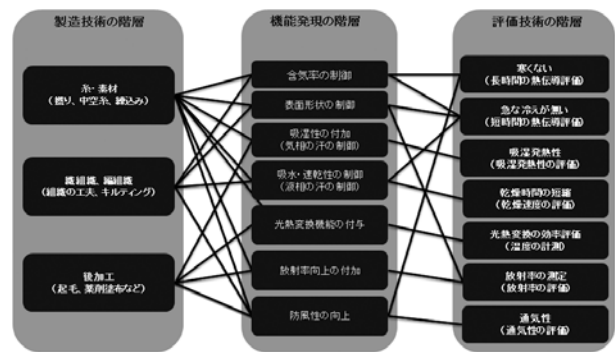 製造技術の階層
糸・素材
(撚り、中空糸、練込み)
織組織、編組織
(組織の工夫、キルティング)
後加工
(起毛、薬剤塗布など)
機能発現の階層
含気率の制御
表面形状の制御
吸湿性の付加
(気相の汗の制御)
吸水・速乾性の制御
(液相の汗の制御)
光熱変換機能の付与
放射率向上の付加
防風性の向上
評価技術の階層
寒くない
(長時間の熱伝導評価)
急な冷えが無い
(短時間の熱伝導評価)
吸湿発熱性
(吸湿発熱性の評価)
乾燥時間の短縮
(乾燥速度の評価)
光熱変換の効率評価
(温度の計測)
放射率の測定
(放射率の評価)
通気性
(通気性の評価)